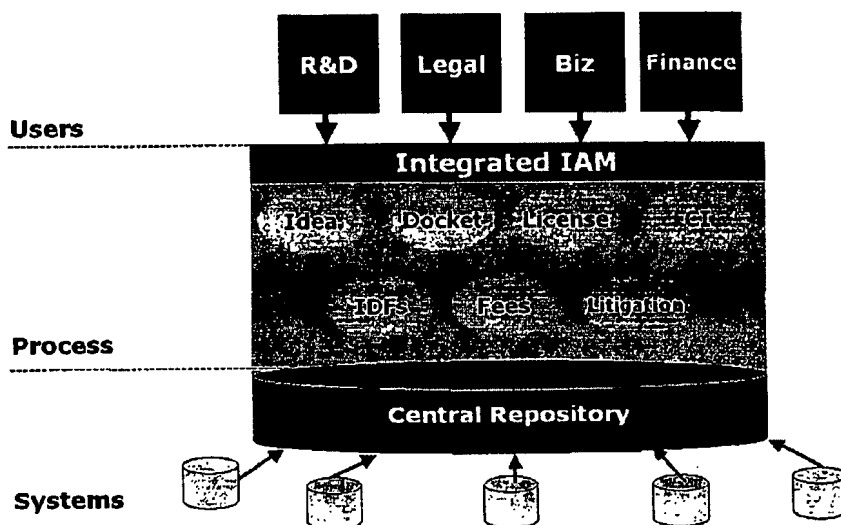 R&D Legal Biz Finance
Users
Integrated IAM
Idea Docket License CI
IDFs Fees Litigation
Process
Central Repository
Systems